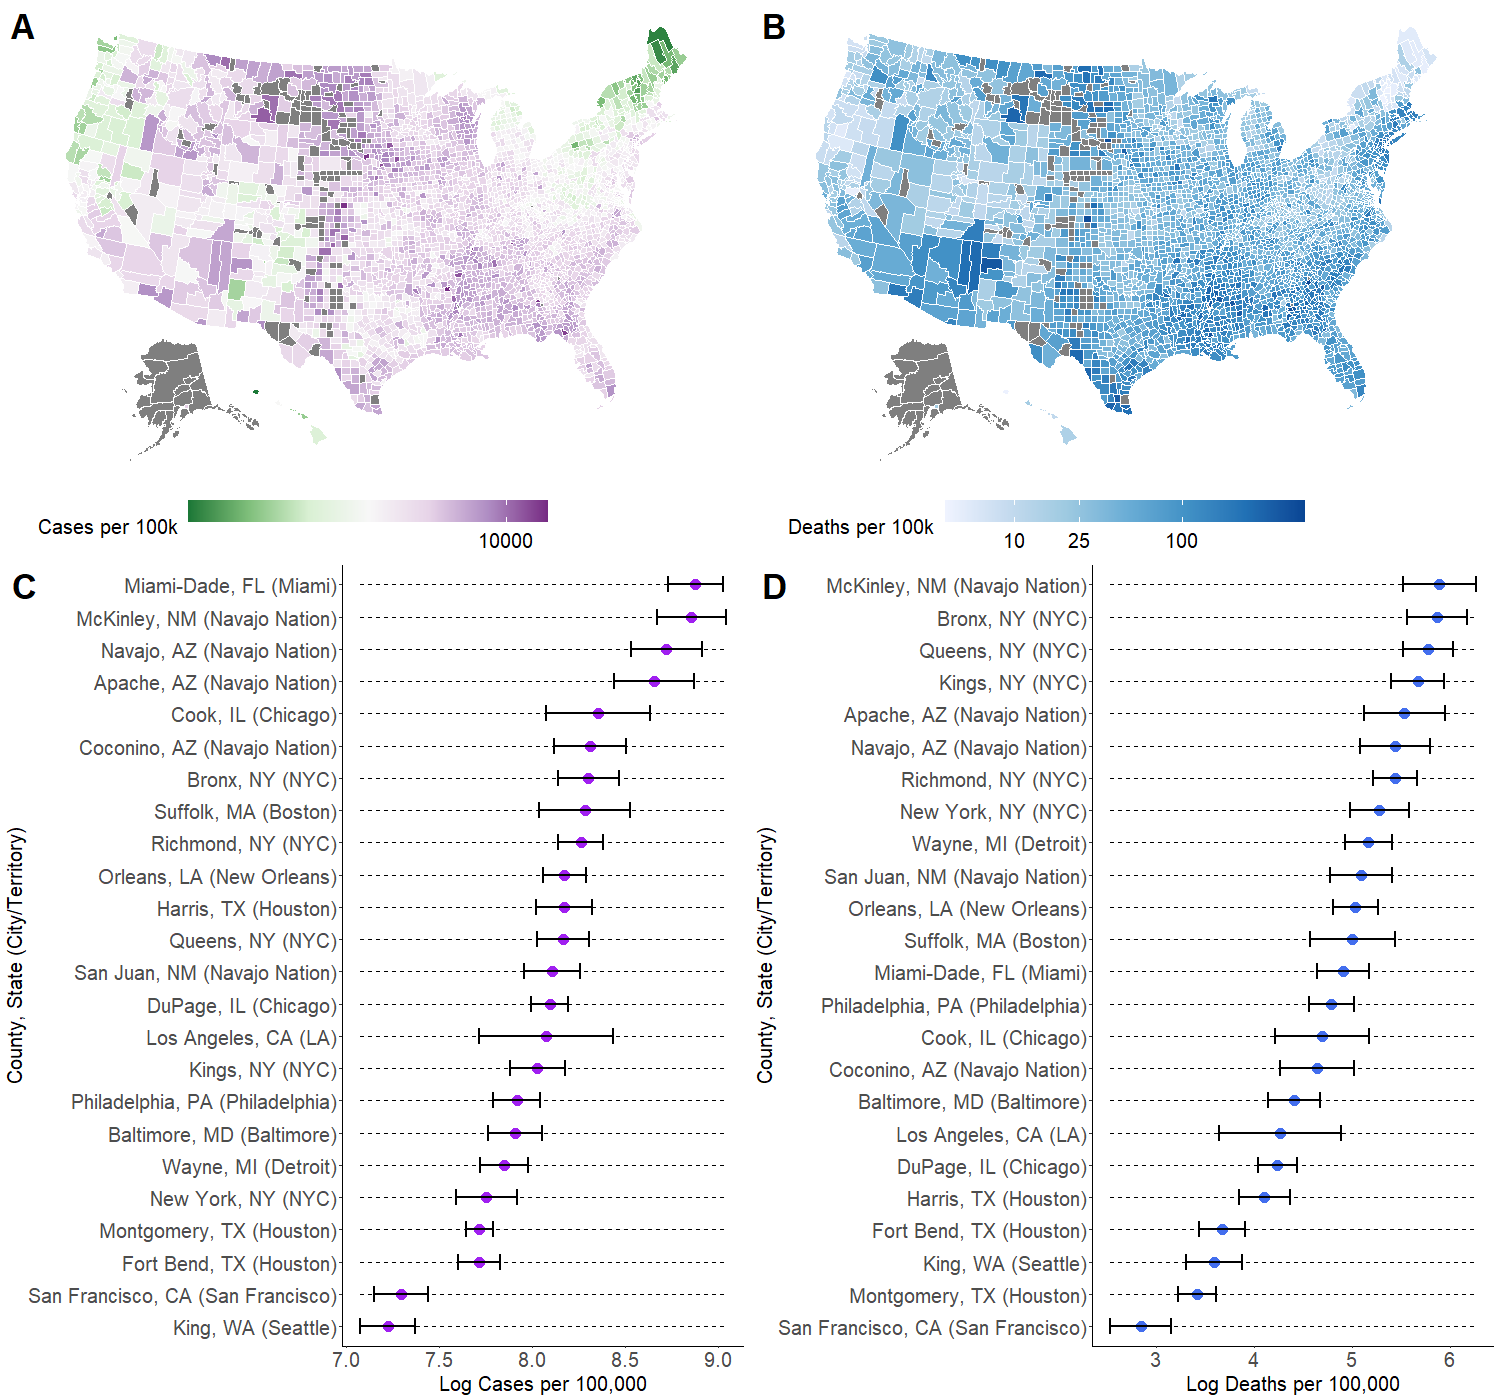 A
B
Cases per 100k
10000
Deaths per 100k
10 25 100
C
County, State (City/Territory)
Miami-Dade, FL (Miami)
McKinley, NM (Navajo Nation)
Navajo, AZ (Navajo Nation)
Apache, AZ (Navajo Nation)
Cook, IL (Chicago)
Coconino, AZ (Navajo Nation)
Bronx, NY (NYC)
Suffolk, MA (Boston)
Richmond, NY (NYC)
Orleans, LA (New Orleans)
Harris, TX (Houston)
Queens, NY (NYC)
San Juan, NM (Navajo Nation)
DuPage, IL (Chicago)
Los Angeles, CA (LA)
Kings, NY (NYC)
Philadelphia, PA (Philadelphia)
Baltimore, MD (Baltimore)
Wayne, MI (Detroit)
New York, NY (NYC)
Montgomery, TX (Houston)
Fort Bend, TX (Houston)
San Francisco, CA (San Francisco)
King, WA (Seattle)
7.0 7.5 8.0 8.5 9.0
Log Cases per 100,000
D
County, State (City/Territory)
McKinley, NM (Navajo Nation)
Bronx, NY (NYC)
Queens, NY (NYC)
Kings, NY (NYC)
Apache, AZ (Navajo Nation)
Navajo, AZ (Navajo Nation)
Richmond, NY (NYC)
New York, NY (NYC)
Wayne, MI (Detroit)
San Juan, NM (Navajo Nation)
Orleans, LA (New Orleans)
Suffolk, MA (Boston)
Miami-Dade, FL (Miami)
Philadelphia, PA (Philadelphia)
Cook, IL (Chicago)
Coconino, AZ (Navajo Nation)
Baltimore, MD (Baltimore)
Los Angeles, CA (LA)
DuPage, IL (Chicago)
Harris, TX (Houston)
Fort Bend, TX (Houston)
King, WA (Seattle)
Montgomery, TX (Houston)
San Francisco, CA (San Francisco)
3 4 5 6
Log Deaths per 100,000